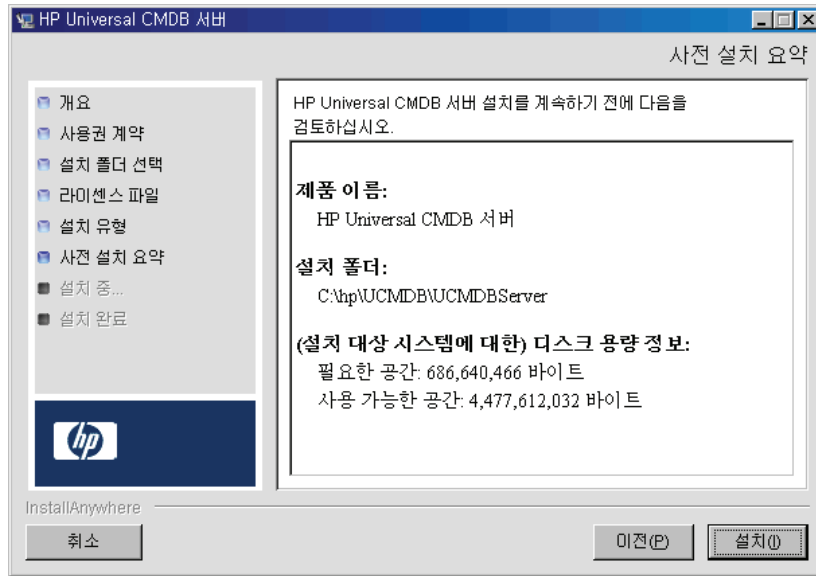 HP Universal CMDB 서버
사전 설치 요약
개요
사용권 계약
설치 폴더 선택
라이센스 파일
설치 유형
사전 설치 요약
설치 중...
설치 완료
HP Universal CMDB 서버 설치를 계속하기 전에 다음을
검토하십시오.
제품 이름:
HP Universal CMDB 서버
설치 폴더:
C:\hp\UCMDB\UCMDBServer
(설치 대상 시스템에 대한) 디스크 용량 정보:
필요한 공간: 686,640,466 바이트
사용 가능한 공간: 4,477,612,032 바이트
hp
InstallAnywhere
취소
이전(P)
설치(I)